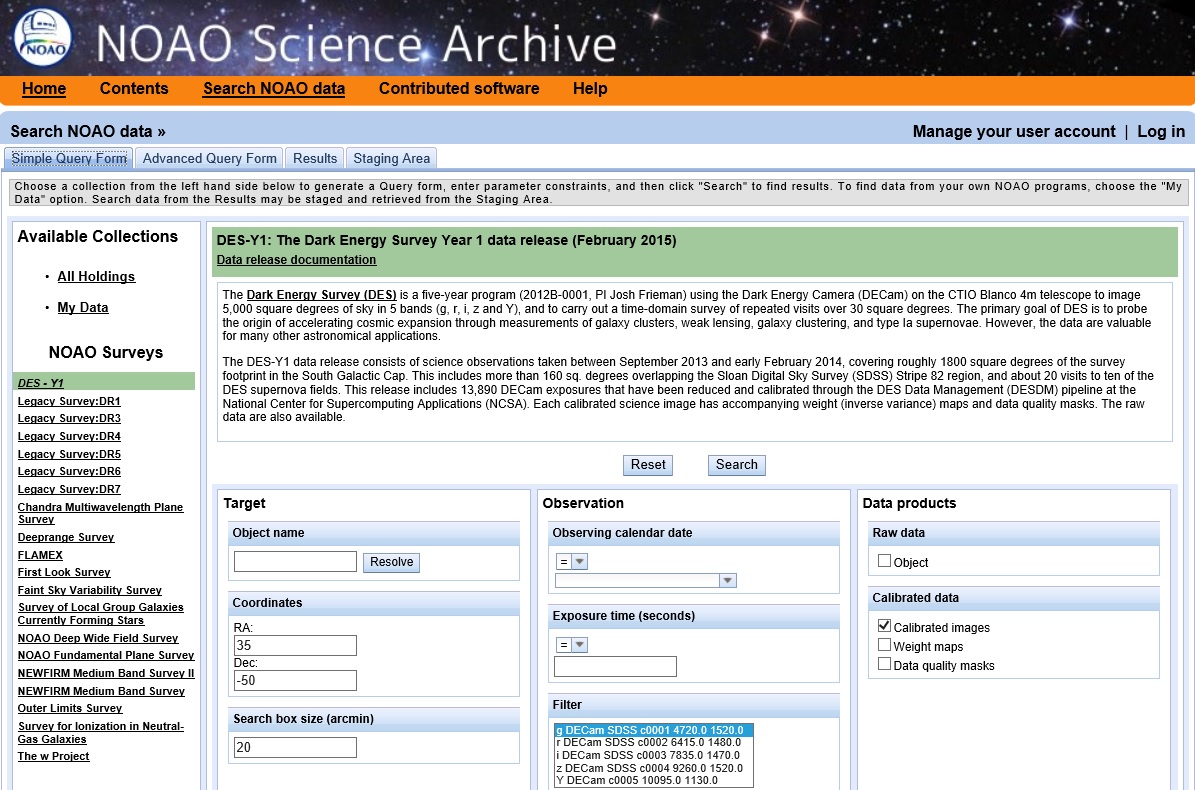 NOAO
NOAO Science Archive
Home Contents Search NOAO data Contributed software Help
Search NOAO data »
Manage your user account | Log in
Simple Query Form Advanced Query Form Results Staging Area
Choose a collection from the left hand side below to generate a Query form, enter parameter constraints, and then click "Search" to find results. To find data from your own NOAO programs, choose the "My
Data" option. Search data from the Results may be staged and retrieved from the Staging Area.
Available Collections
• All Holdings
• My Data
NOAO Surveys
DES - Y1
Legacy Survey:DR1
Legacy Survey:DR3
Legacy Survey:DR4
Legacy Survey:DR5
Legacy Survey:DR6
Legacy Survey:DR7
Chandra Multiwavelength Plane
Survey
Deeprange Survey
FLAMEX
First Look Survey
Faint Sky Variability Survey
Survey of Local Group Galaxies
Currently Forming Stars
NOAO Deep Wide Field Survey
NOAO Fundamental Plane Survey
NEWFIRM Medium Band Survey II
NEWFIRM Medium Band Survey
Outer Limits Survey
Survey for Ionization in Neutral-
Gas Galaxies
The w Project
DES-Y1: The Dark Energy Survey Year 1 data release (February 2015)
Data release documentation
The Dark Energy Survey (DES) is a five-year program (2012B-0001, PI Josh Frieman) using the Dark Energy Camera (DECam) on the CTIO Blanco 4m telescope to image
5,000 square degrees of sky in 5 bands (g, r, i, z and Y), and to carry out a time-domain survey of repeated visits over 30 square degrees. The primary goal of DES is to probe
the origin of accelerating cosmic expansion through measurements of galaxy clusters, weak lensing, galaxy clustering, and type Ia supernovae. However, the data are valuable
for many other astronomical applications.
The DES-Y1 data release consists of science observations taken between September 2013 and early February 2014, covering roughly 1800 square degrees of the survey
footprint in the South Galactic Cap. This includes more than 160 sq. degrees overlapping the Sloan Digital Sky Survey (SDSS) Stripe 82 region, and about 20 visits to ten of the
DES supernova fields. This release includes 13,890 DECam exposures that have been reduced and calibrated through the DES Data Management (DESDM) pipeline at the
National Center for Supercomputing Applications (NCSA). Each calibrated science image has accompanying weight (inverse variance) maps and data quality masks. The raw
data are also available.
Reset Search
Target
Object name
Resolve
Coordinates
RA:
35
Dec:
-50
Search box size (arcmin)
20
Observation
Observing calendar date
=
Exposure time (seconds)
=
Filter
g DECam SDSS c0001 4720.0 1520.0
r DECam SDSS c0002 6415.0 1480.0
i DECam SDSS c0003 7835.0 1470.0
z DECam SDSS c0004 9260.0 1520.0
Y DECam c0005 10095.0 1130.0
Data products
Raw data
Object
Calibrated data
Calibrated images
Weight maps
Data quality masks